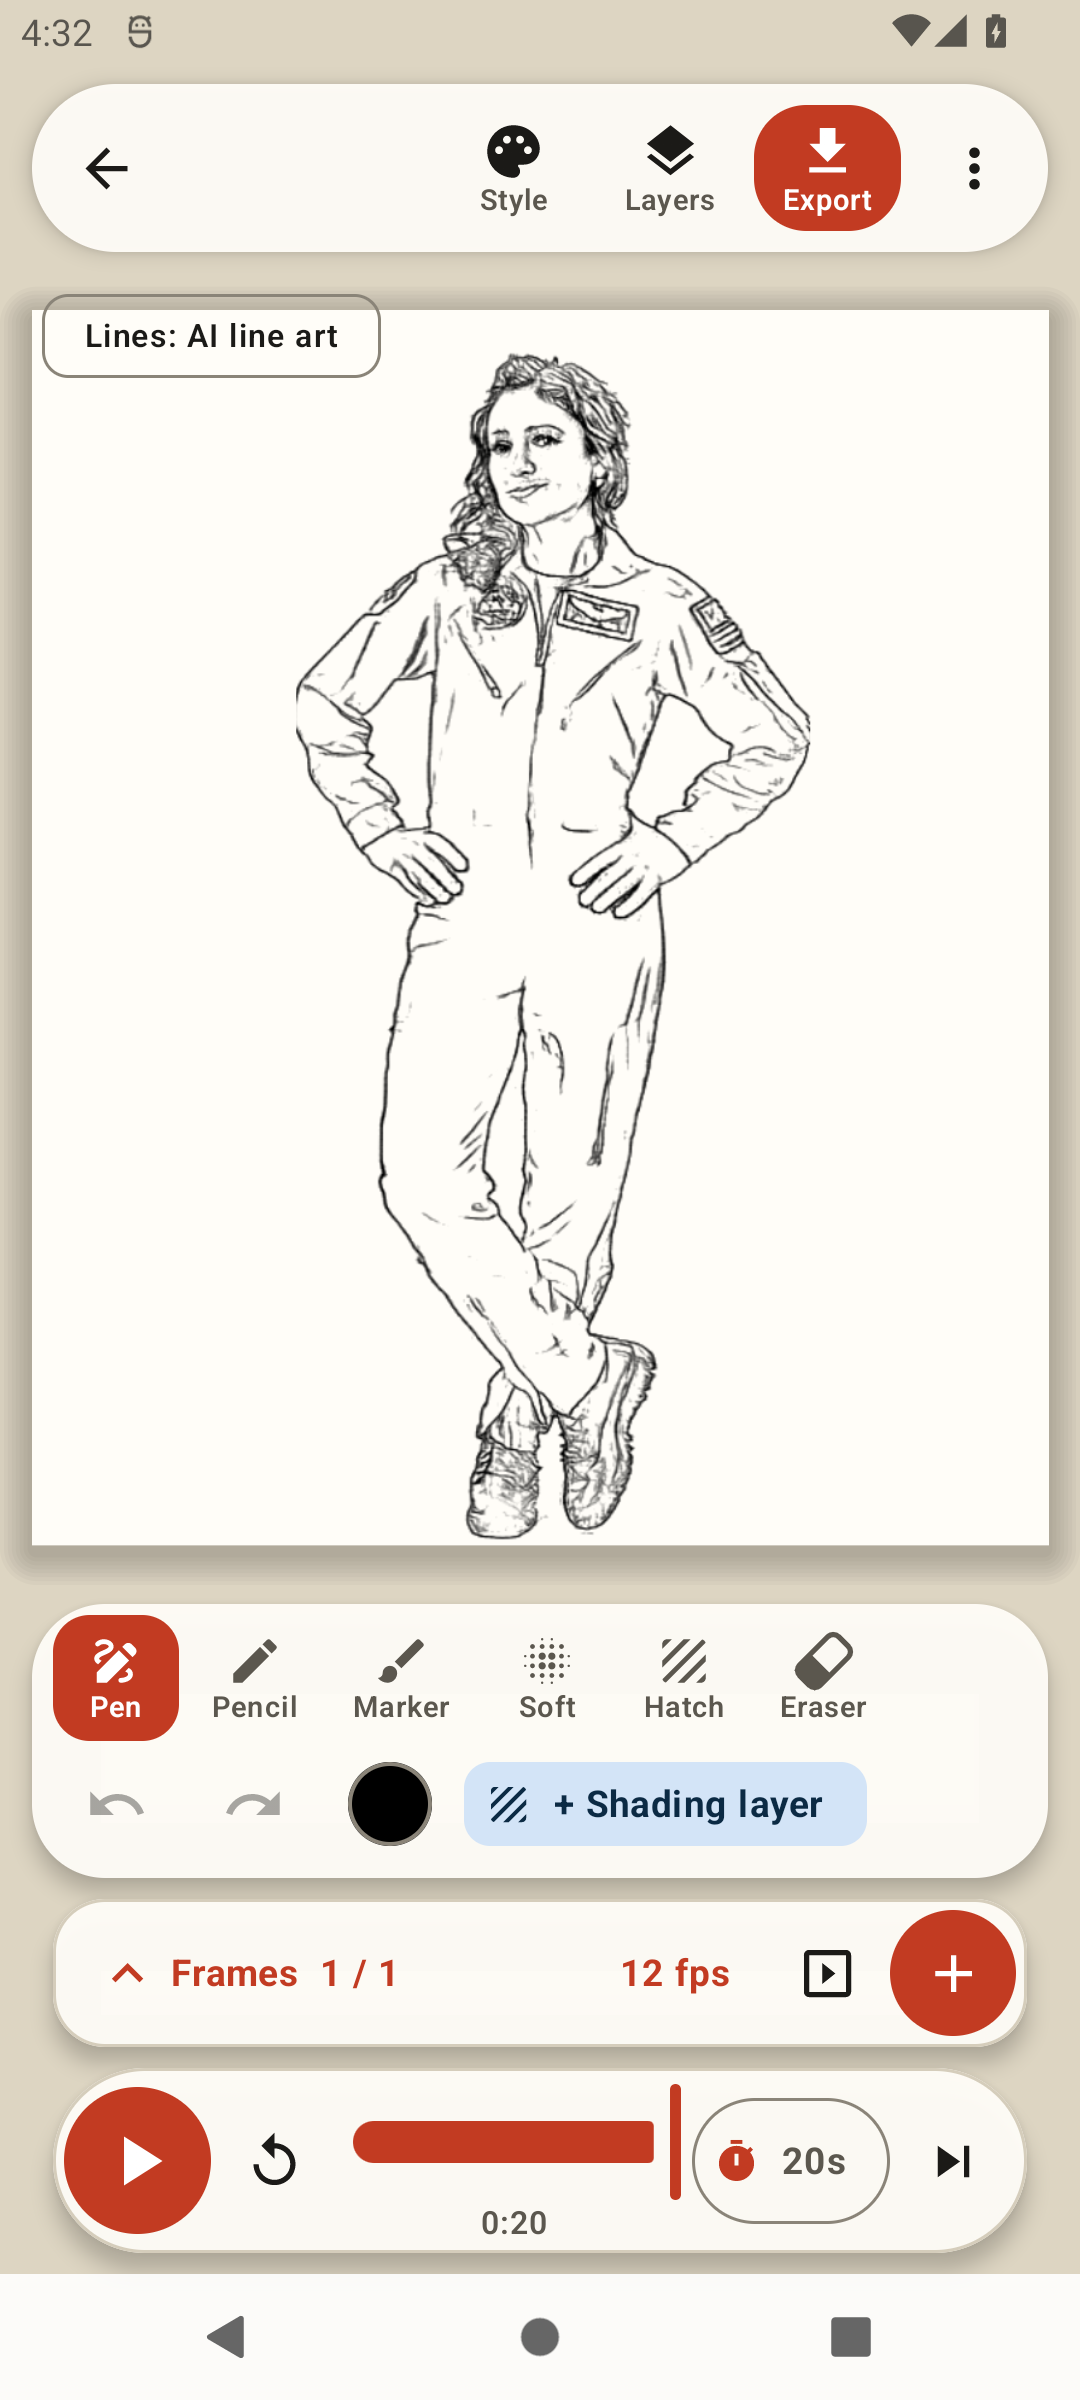 4:32
Style
Layers
Export
Lines: AI line art
Pen
Pencil
Marker
Soft
Hatch
Eraser
+ Shading layer
Frames 1 / 1
12 fps
20s
0:20